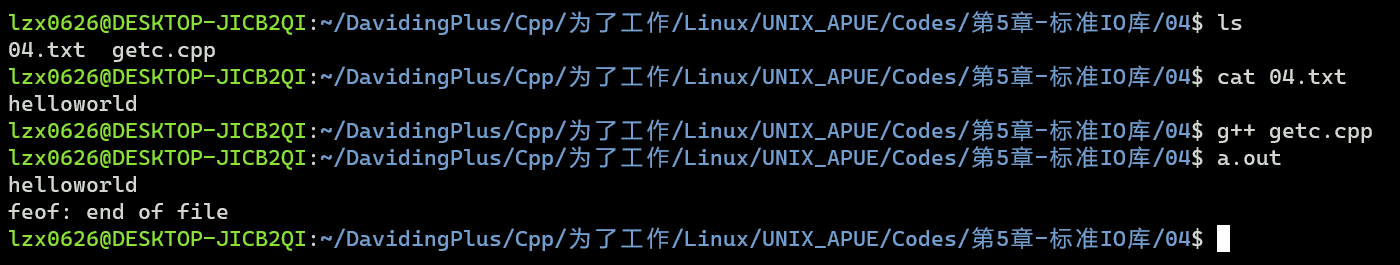 lzx0626@DESKTOP-JICB2QI:~/DavidingPlus/Cpp/为了工作/Linux/UNIX_APUE/Codes/第5章-标准IO库/04$ ls
04.txt  getc.cpp
lzx0626@DESKTOP-JICB2QI:~/DavidingPlus/Cpp/为了工作/Linux/UNIX_APUE/Codes/第5章-标准IO库/04$ cat 04.txt
helloworld
lzx0626@DESKTOP-JICB2QI:~/DavidingPlus/Cpp/为了工作/Linux/UNIX_APUE/Codes/第5章-标准IO库/04$ g++ getc.cpp
lzx0626@DESKTOP-JICB2QI:~/DavidingPlus/Cpp/为了工作/Linux/UNIX_APUE/Codes/第5章-标准IO库/04$ a.out
helloworld
feof: end of file
lzx0626@DESKTOP-JICB2QI:~/DavidingPlus/Cpp/为了工作/Linux/UNIX_APUE/Codes/第5章-标准IO库/04$